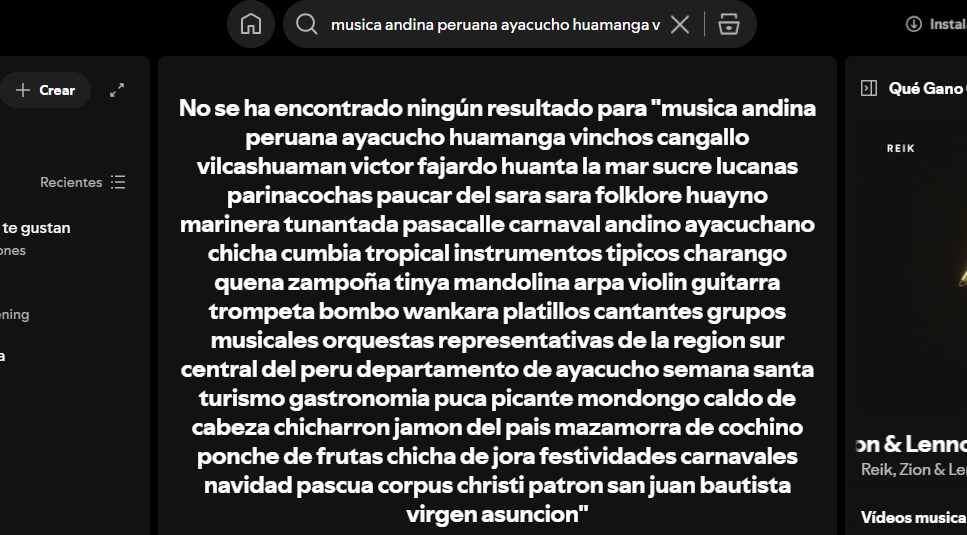 musica andina peruana ayacucho huamanga v
Instal
Crear
Qué Gano
REIK
Recientes
te gustan
ones
ening
a
No se ha encontrado ningún resultado para "musica andina
peruana ayacucho huamanga vinchos cangallo
vilcashuaman victor fajardo huanta la mar sucre lucanas
parinacochas paucar del sara sara folklore huayno
marinera tunantada pasacalle carnaval andino ayacuchano
chicha cumbia tropical instrumentos tipicos charango
quena zampoña tinya mandolina arpa violin guitarra
trompeta bombo wankara platillos cantantes grupos
musicales orquestas representativas de la region sur
central del peru departamento de ayacucho semana santa
turismo gastronomia puca picante mondongo caldo de
cabeza chicharron jamon del pais mazamorra de cochino
ponche de frutas chicha de jora festividades carnavales
navidad pascua corpus christi patron san juan bautista
virgen asuncion"
on & Lenno
Reik, Zion & Le
Vídeos musica